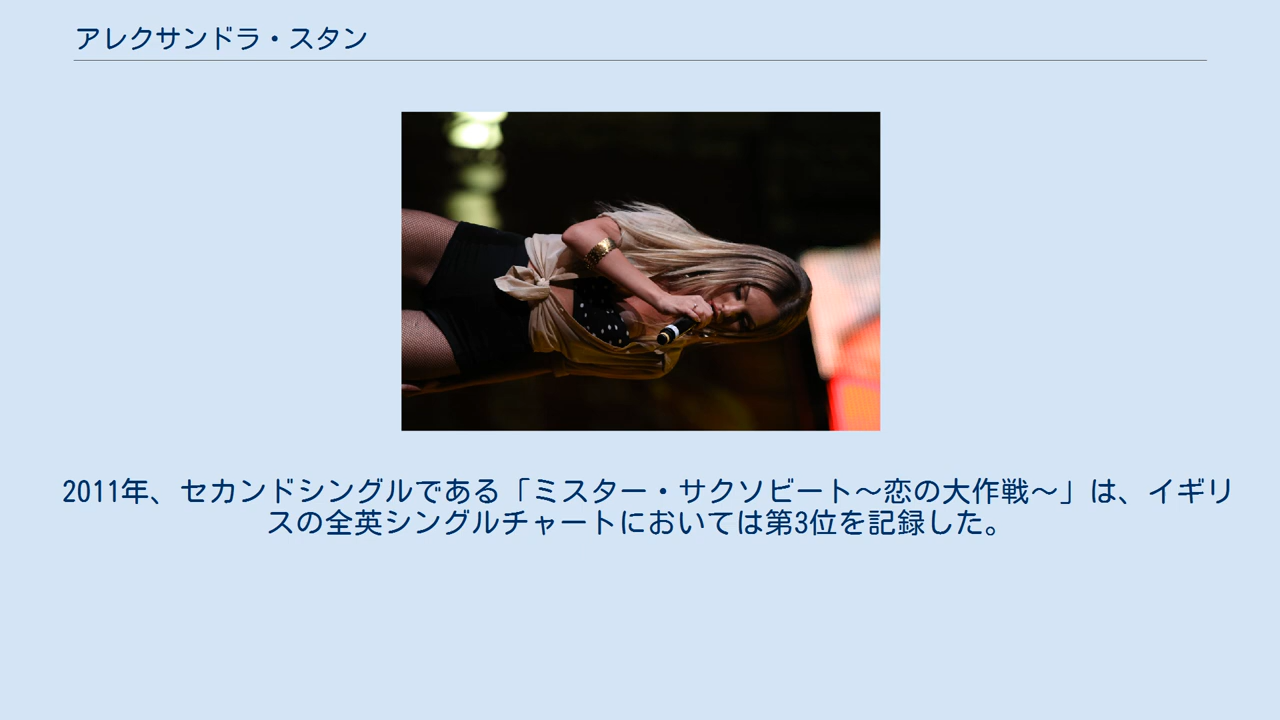 アレクサンドラ・スタン
2011年、セカンドシングルである「ミスター・サクソビート〜恋の大作戦〜」は、イギリ
スの全英シングルチャートにおいては第3位を記録した。